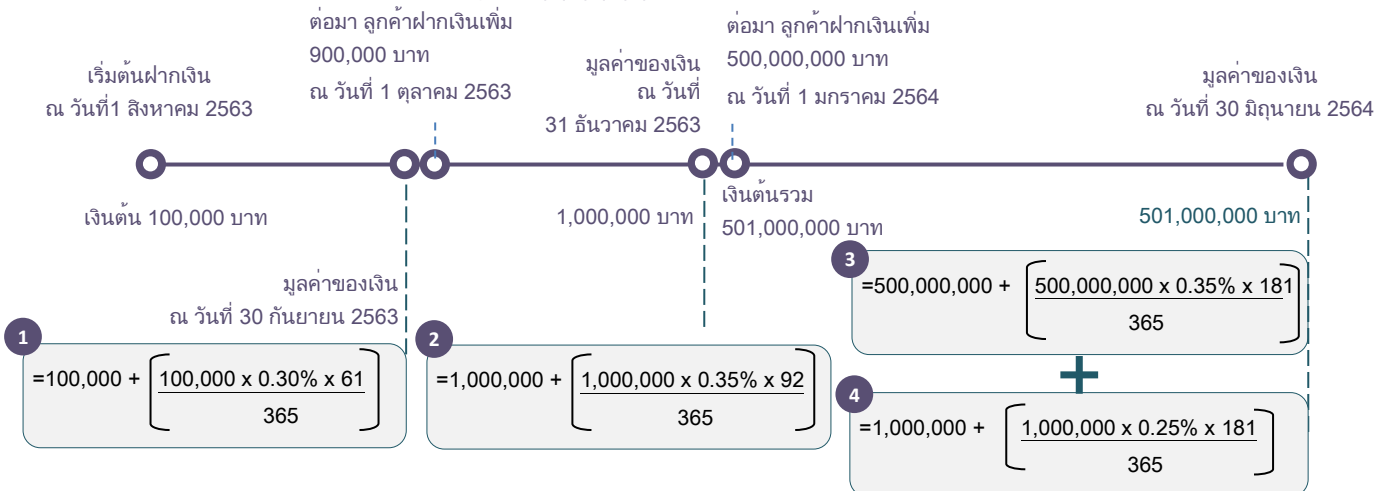 เริ่มต้นฝากเงิน
ณ วันที่1 สิงหาคม 2563
ต่อมา ลูกค้าฝากเงินเพิ่ม
900,000 บาท
ณ วันที่ 1 ตุลาคม 2563
มูลค่าของเงิน
ณ วันที่
31 ธันวาคม 2563
ต่อมา ลูกค้าฝากเงินเพิ่ม
500,000,000 บาท
ณ วันที่ 1 มกราคม 2564
มูลค่าของเงิน
ณ วันที่ 30 มิถุนายน 2564
เงินต้น 100,000 บาท
1,000,000 บาท
เงินต้นรวม
501,000,000 บาท
501,000,000 บาท
มูลค่าของเงิน
ณ วันที่ 30 กันยายน 2563
1
=100,000 + 100,000 x 0.30% x 61
365
2
=1,000,000 + 1,000,000 x 0.35% x 92
365
3
=500,000,000 + 500,000,000 x 0.35% x 181
365
+
4
=1,000,000 + 1,000,000 x 0.25% x 181
365